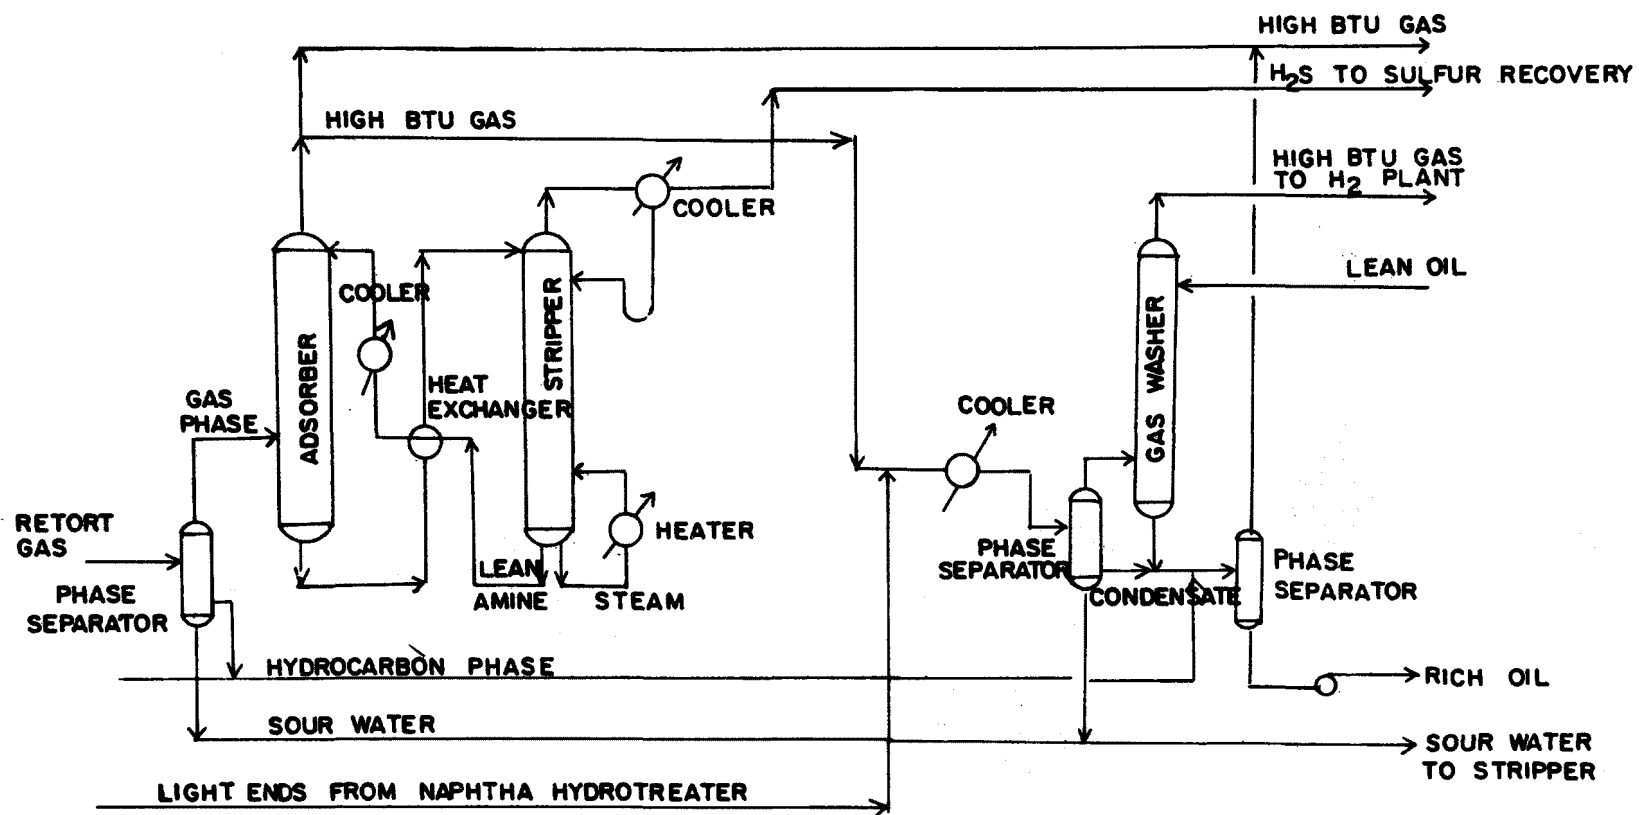 HIGH BTU GAS
H2S TO SULFUR RECOVERY
HIGH BTU GAS
HIGH BTU GAS
TO H2 PLANT
COOLER
LEAN OIL
COOLER
ADSORBER
STRIPPER
GAS WASHER
HEAT
EXCHANGER
GAS
PHASE
COOLER
RETORT
GAS
HEATER
PHASE
SEPARATOR
LEAN
AMINE
STEAM
PHASE
SEPARATOR
CONDENSATE
PHASE
SEPARATOR
HYDROCARBON PHASE
RICH OIL
SOUR WATER
SOUR WATER
TO STRIPPER
LIGHT ENDS FROM NAPHTHA HYDROTREATER